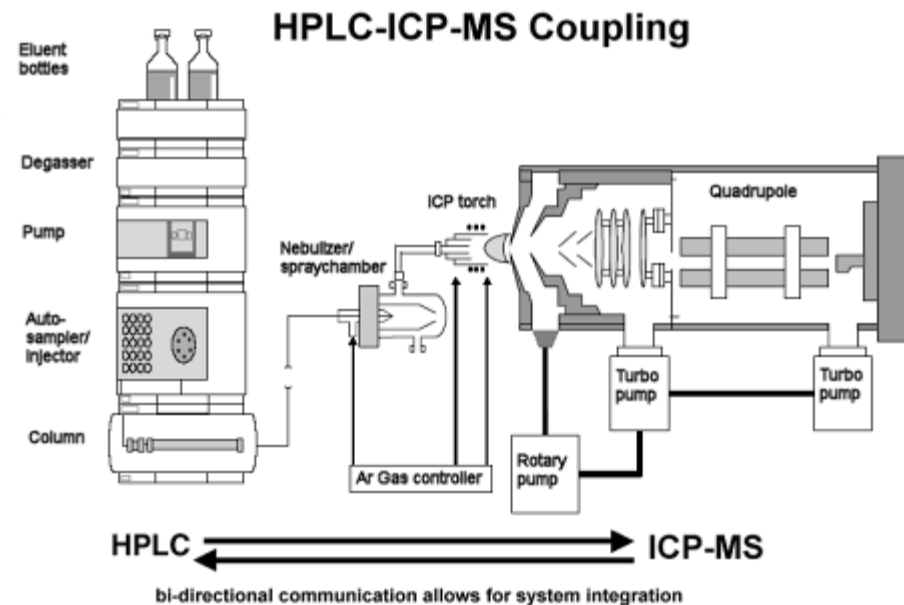 HPLC-ICP-MS Coupling
Eluent
bottles
Degasser
Pump
Auto-
sampler/
injector
Column
Nebulizer/
spraychamber
ICP torch
Quadrupole
Turbo
pump
Turbo
pump
Rotary
pump
Ar Gas controller
HPLC
ICP-MS
bi-directional communication allows for system integration